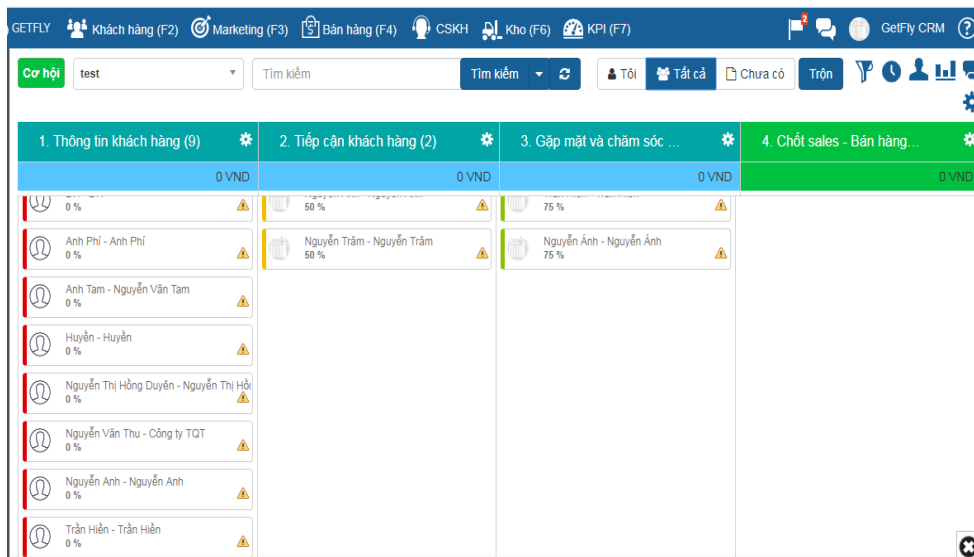 GETFLY Khách hàng (F2) Marketing (F3) Bán hàng (F4) CSKH Kho (F6) KPI (F7) 2 GetFly CRM
Cơ hội test Tìm kiếm Tìm kiếm Tôi Tất cả Chưa có Trộn
1. Thông tin khách hàng (9) 2. Tiếp cận khách hàng (2) 3. Gặp mặt và chăm sóc ... 4. Chốt sales - Bán hàng...
0 VND 0 VND 0 VND 0 VND
0 % 50 % 75 %
Anh Phí - Anh Phí Nguyễn Trâm - Nguyễn Trâm Nguyễn Ánh - Nguyễn Ánh
0 % 50 % 75 %
Anh Tam - Nguyễn Văn Tam
0 %
Huyền - Huyền
0 %
Nguyễn Thị Hồng Duyên - Nguyễn Thị Hồ
0 %
Nguyễn Văn Thu - Công ty TQT
0 %
Nguyễn Anh - Nguyễn Anh
0 %
Trần Hiền - Trần Hiền
0 %